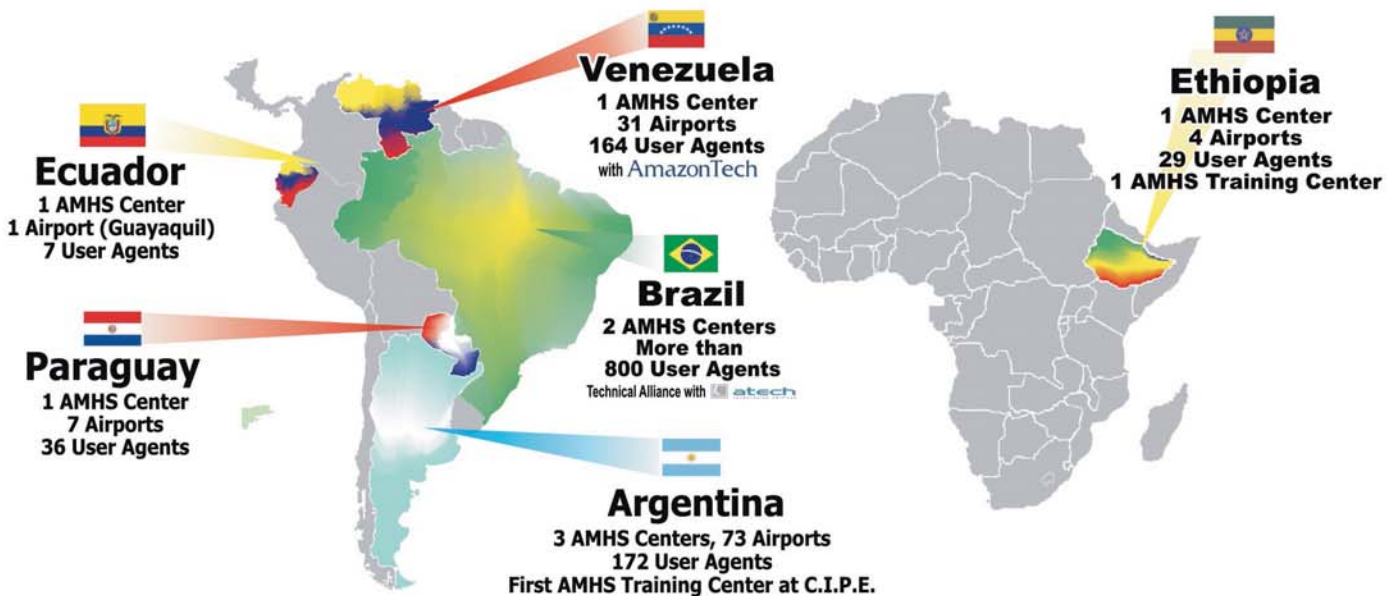 Venezuela
1 AMHS Center
31 Airports
164 User Agents
with AmazonTech
Ethiopia
1 AMHS Center
4 Airports
29 User Agents
1 AMHS Training Center
Ecuador
1 AMHS Center
1 Airport (Guayaquil)
7 User Agents
Brazil
2 AMHS Centers
More than
800 User Agents
Technical Alliance with atech
Paraguay
1 AMHS Center
7 Airports
36 User Agents
Argentina
3 AMHS Centers, 73 Airports
172 User Agents
First AMHS Training Center at C.I.P.E.